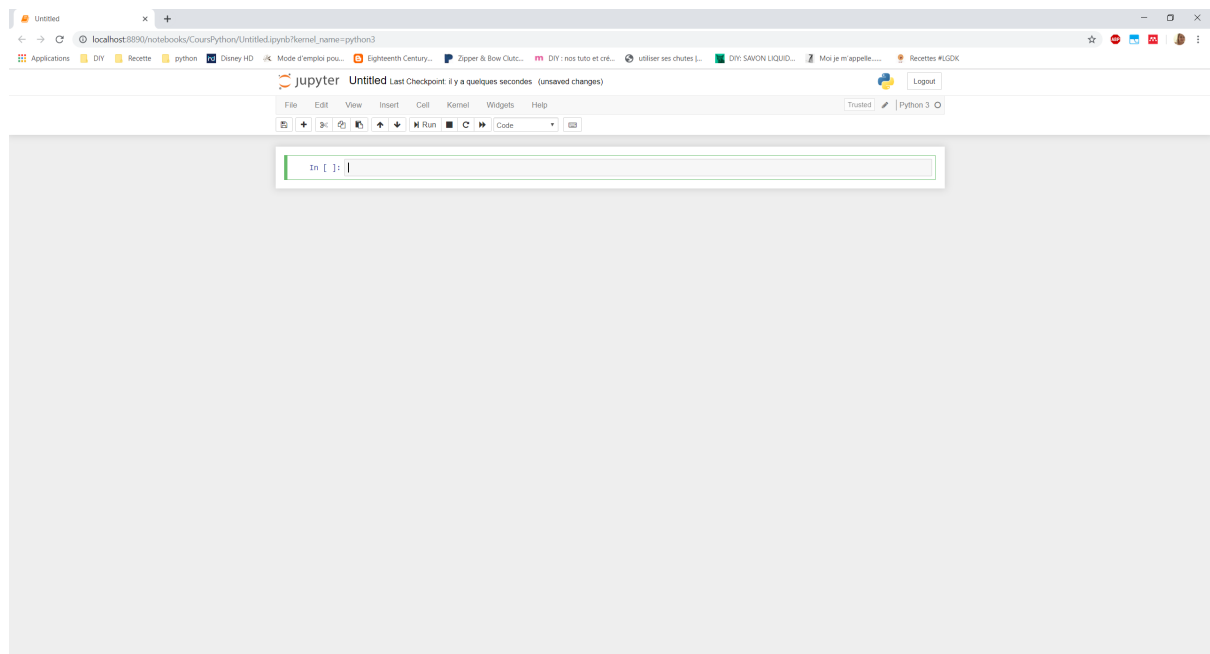 Untitled
localhost:8890/notebooks/CoursPython/Untitled.ipynb?kernel_name=python3
ABP
Applications DIY Recette python rd Disney HD Mode d'emploi pou... Eighteenth Century... Zipper & Bow Clutc... m DIY : nos tuto et cré... utiliser ses chutes |... DIY: SAVON LIQUID... Moi je m'appelle...... Recettes #LGDK
jupyter Untitled Last Checkpoint: il y a quelques secondes (unsaved changes) Logout
File Edit View Insert Cell Kernel Widgets Help Trusted Python 3
Run Code
In [ ]: